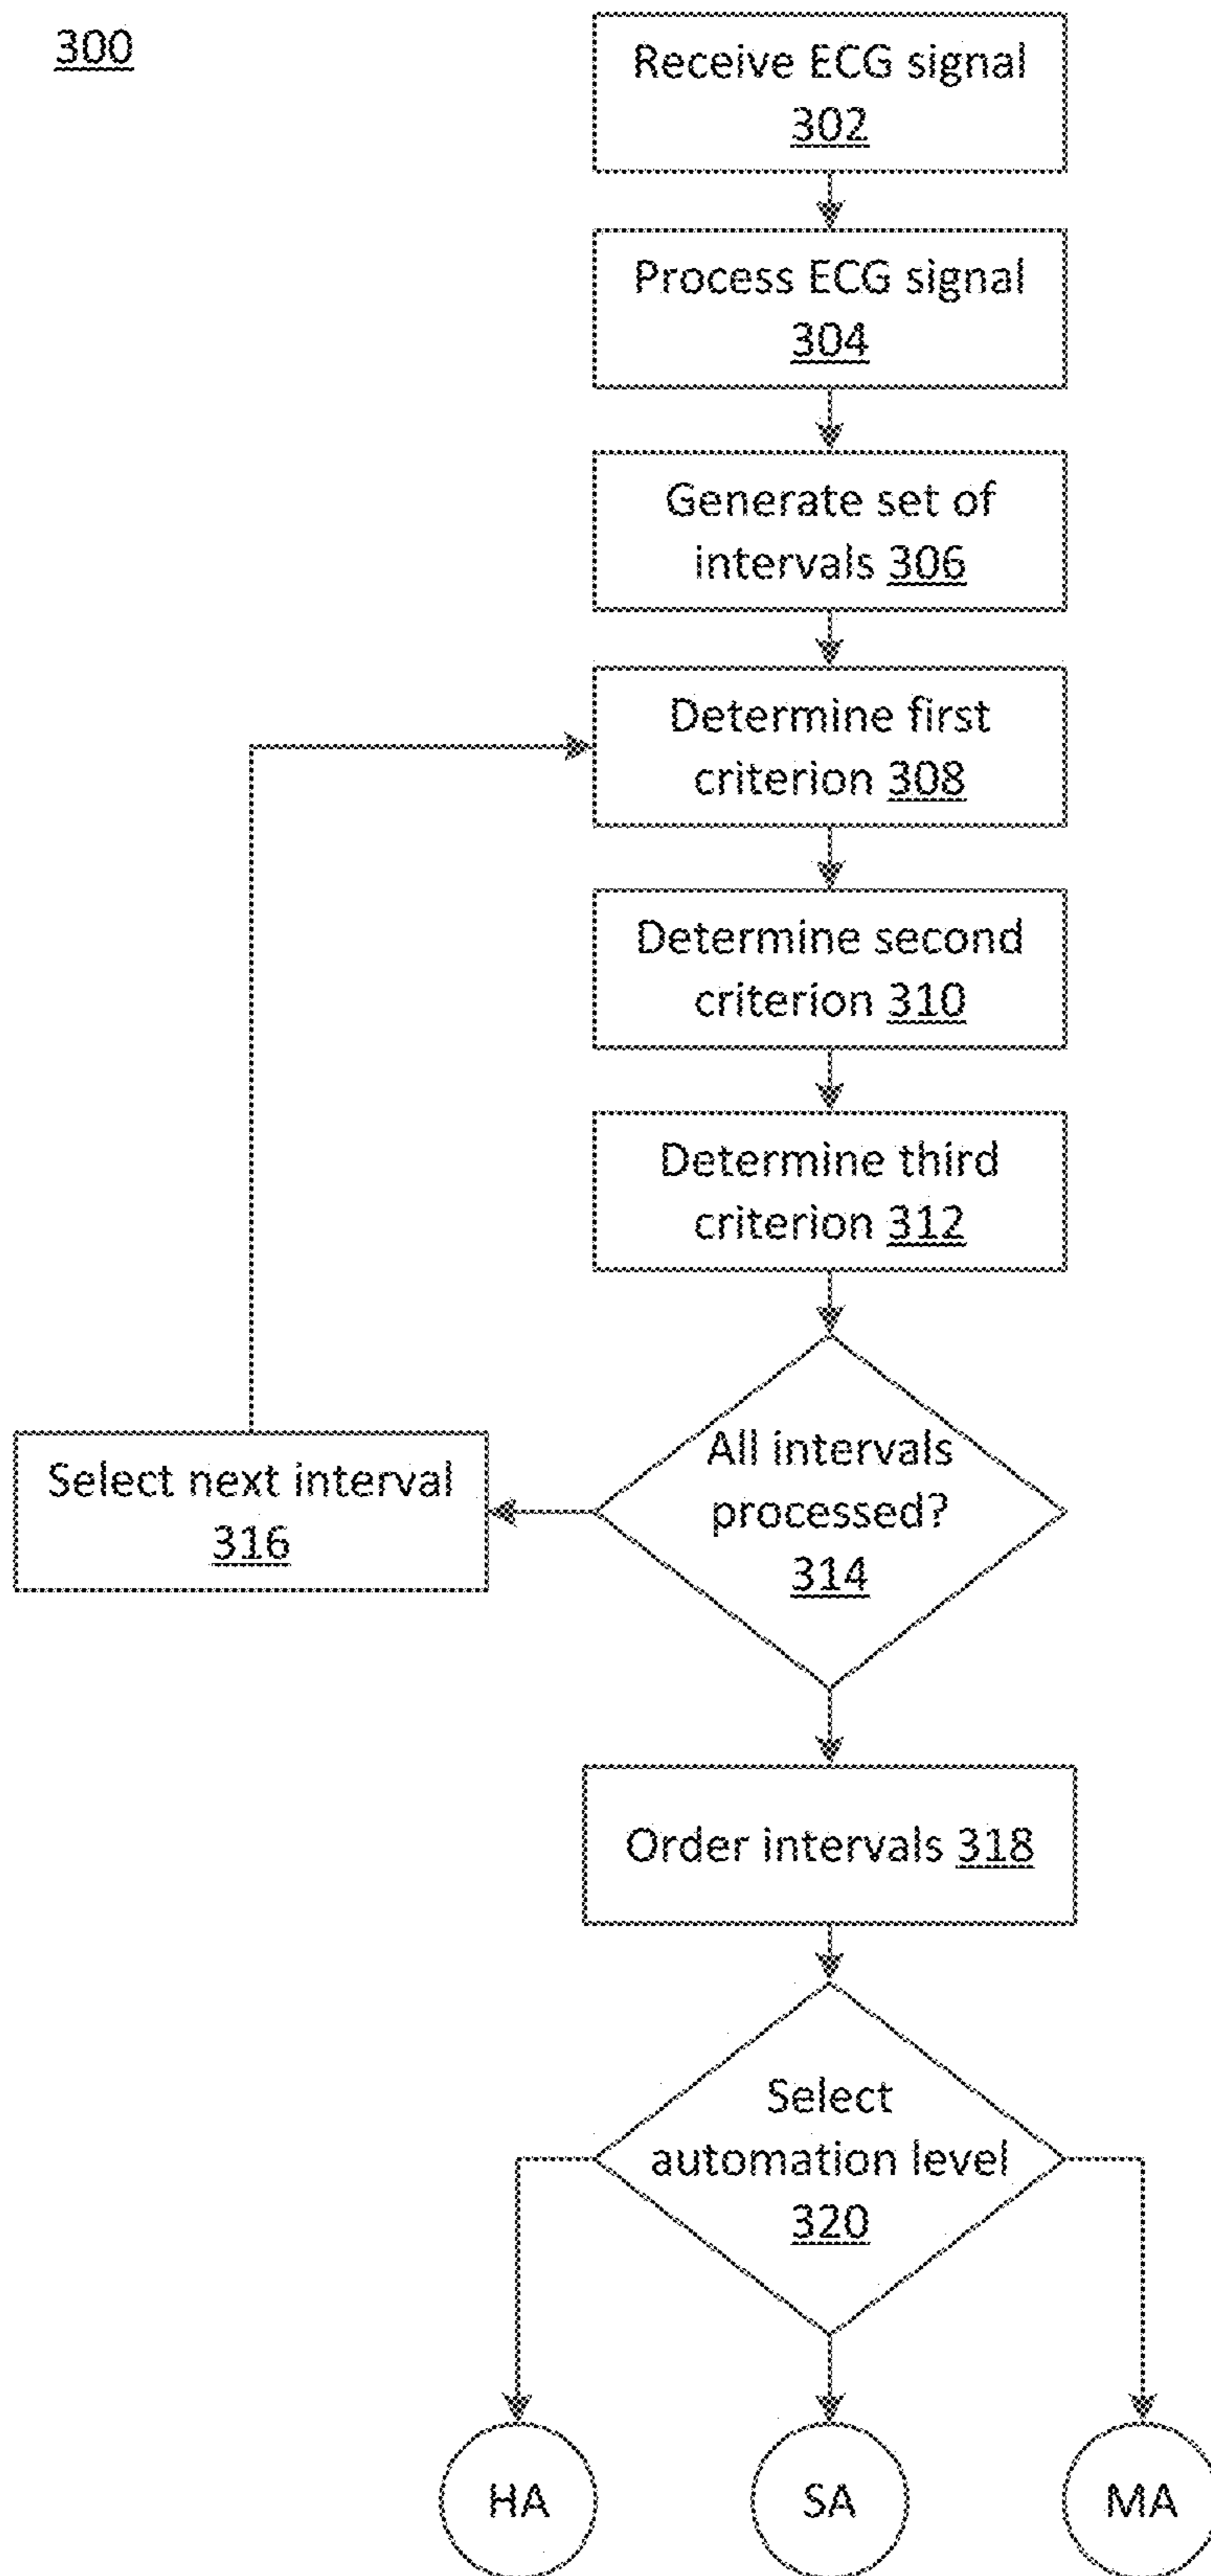 300
Receive ECG signal
302
Process ECG signal
304
Generate set of
intervals 306
Determine first
criterion 308
Determine second
criterion 310
Determine third
criterion 312
All intervals
processed?
314
Select next interval
316
Order intervals 318
Select
automation level
320
HA
SA
MA